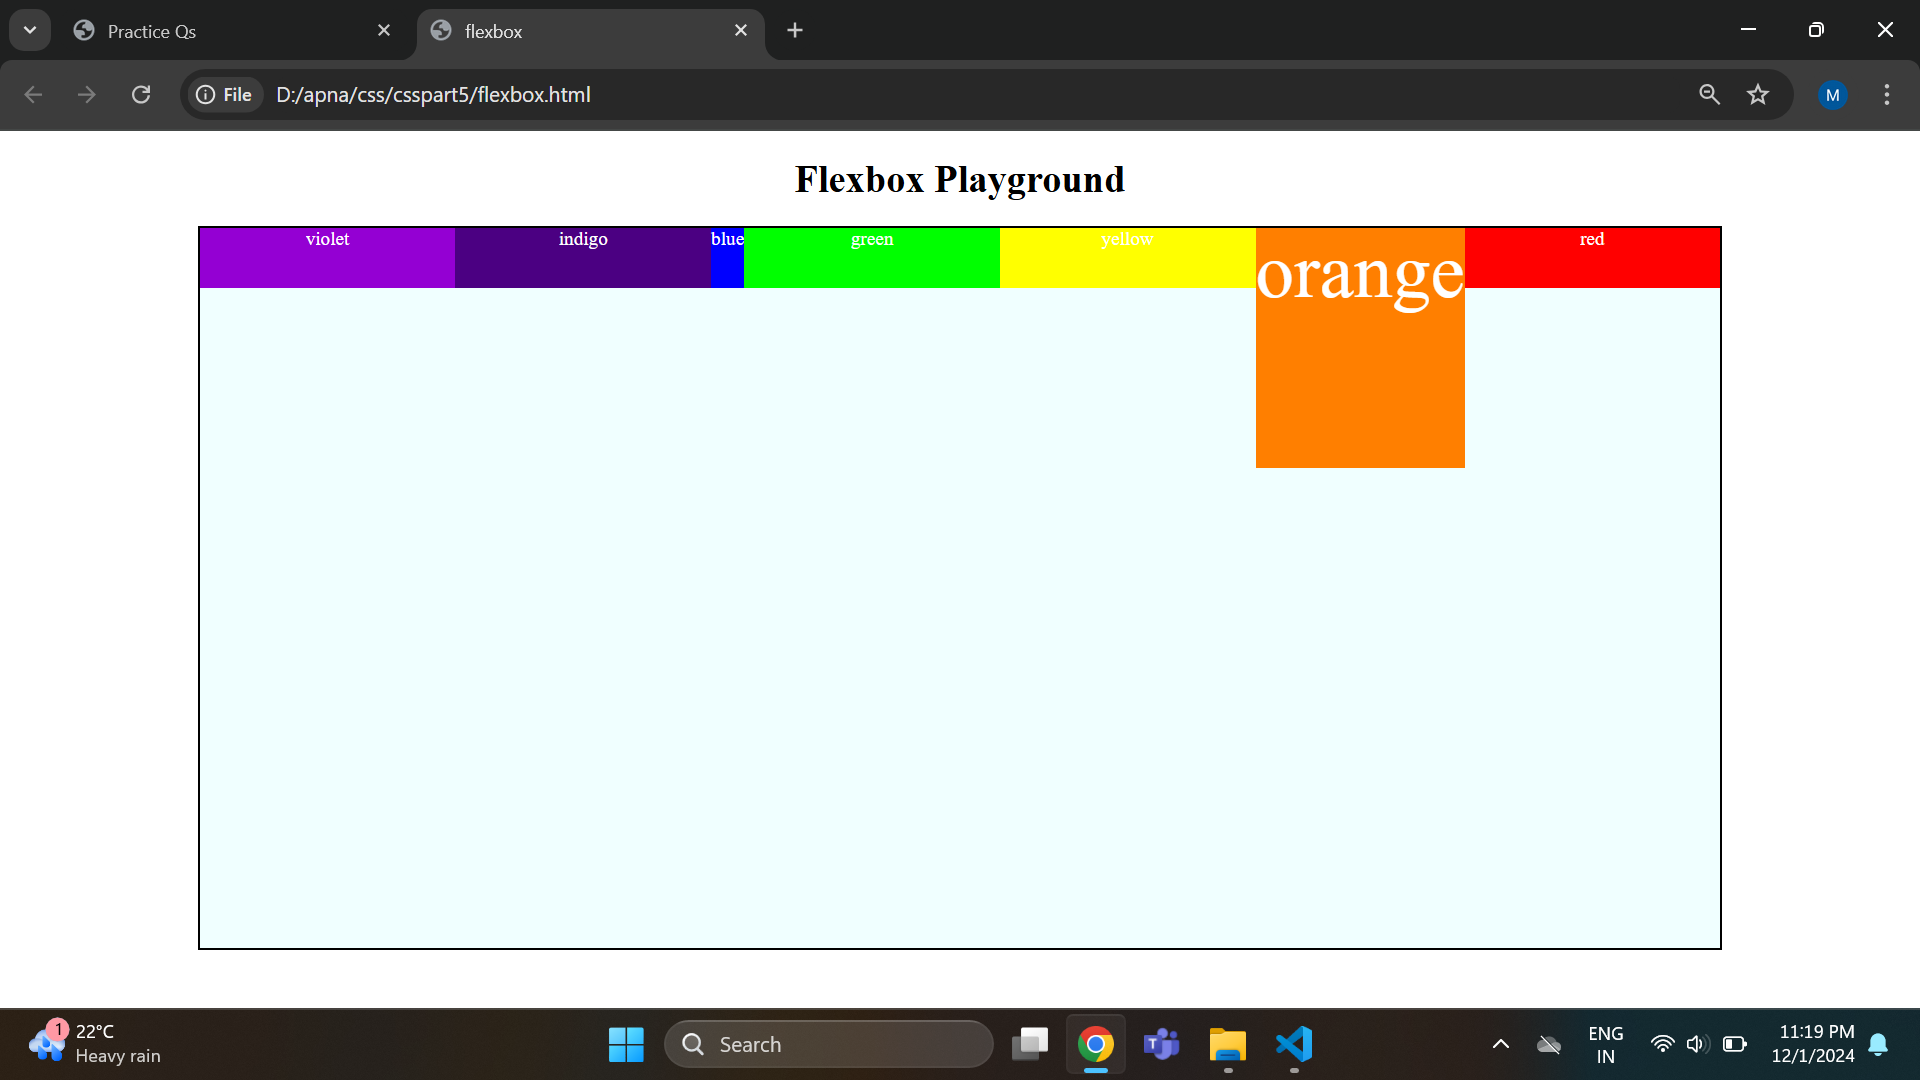 Practice Qs
flexbox
File
D:/apna/css/csspart5/flexbox.html
M
Flexbox Playground
violet
indigo
blue
green
yellow
orange
red
1
22°C
Heavy rain
Search
T
ENG
IN
11:19 PM
12/1/2024